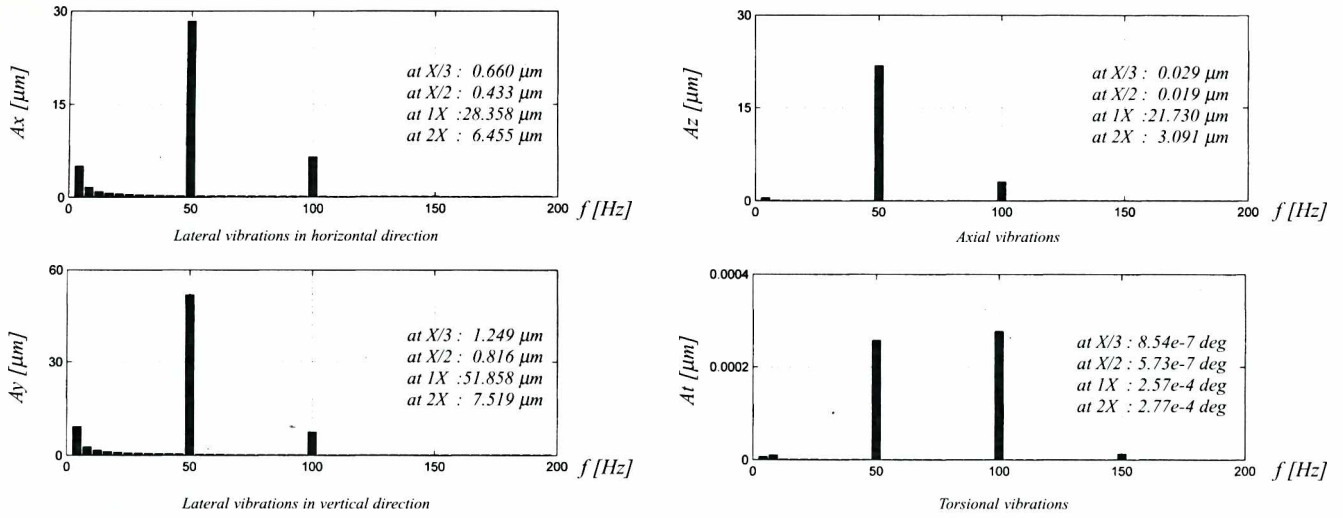 30
15
0
Ax [µm]
at X/3 : 0.660 µm
at X/2 : 0.433 µm
at 1X :28.358 µm
at 2X : 6.455 µm
0 50 100 150 200
f [Hz]
Lateral vibrations in horizontal direction
30
15
0
Az [µm]
at X/3 : 0.029 µm
at X/2 : 0.019 µm
at 1X :21.730 µm
at 2X : 3.091 µm
0 50 100 150 200
f [Hz]
Axial vibrations
60
30
0
Ay [µm]
at X/3 : 1.249 µm
at X/2 : 0.816 µm
at 1X :51.858 µm
at 2X : 7.519 µm
0 50 100 150 200
f [Hz]
Lateral vibrations in vertical direction
0.0004
0.0002
0
At [µm]
at X/3 : 8.54e-7 deg
at X/2 : 5.73e-7 deg
at 1X : 2.57e-4 deg
at 2X : 2.77e-4 deg
0 50 100 150 200
f [Hz]
Torsional vibrations